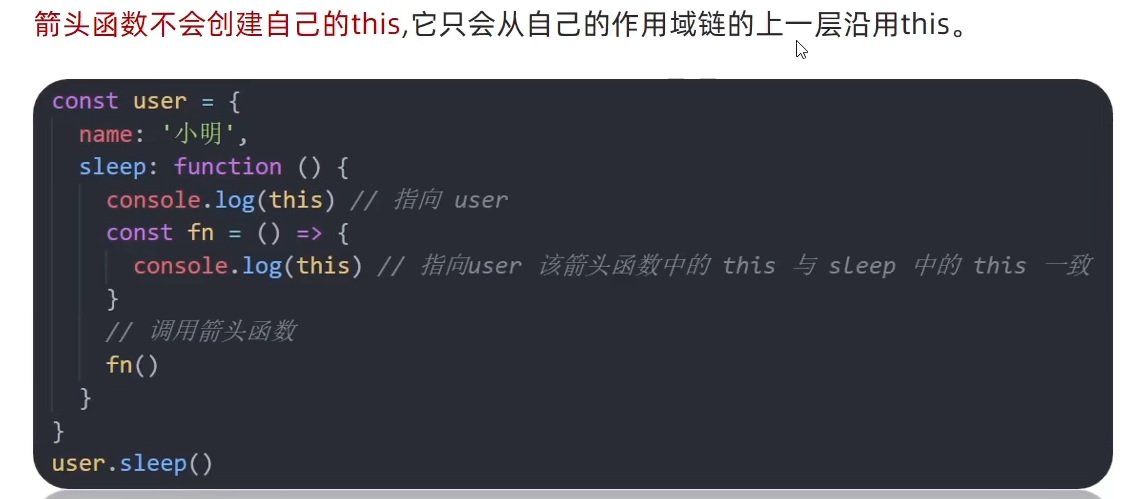 箭头函数不会创建自己的this,它只会从自己的作用域链的上一层沿用this。
const user = {
name: '小明',
sleep: function () {
console.log(this) // 指向 user
const fn = () => {
console.log(this) // 指向user 该箭头函数中的 this 与 sleep 中的 this 一致
}
// 调用箭头函数
fn()
}
}
user.sleep()